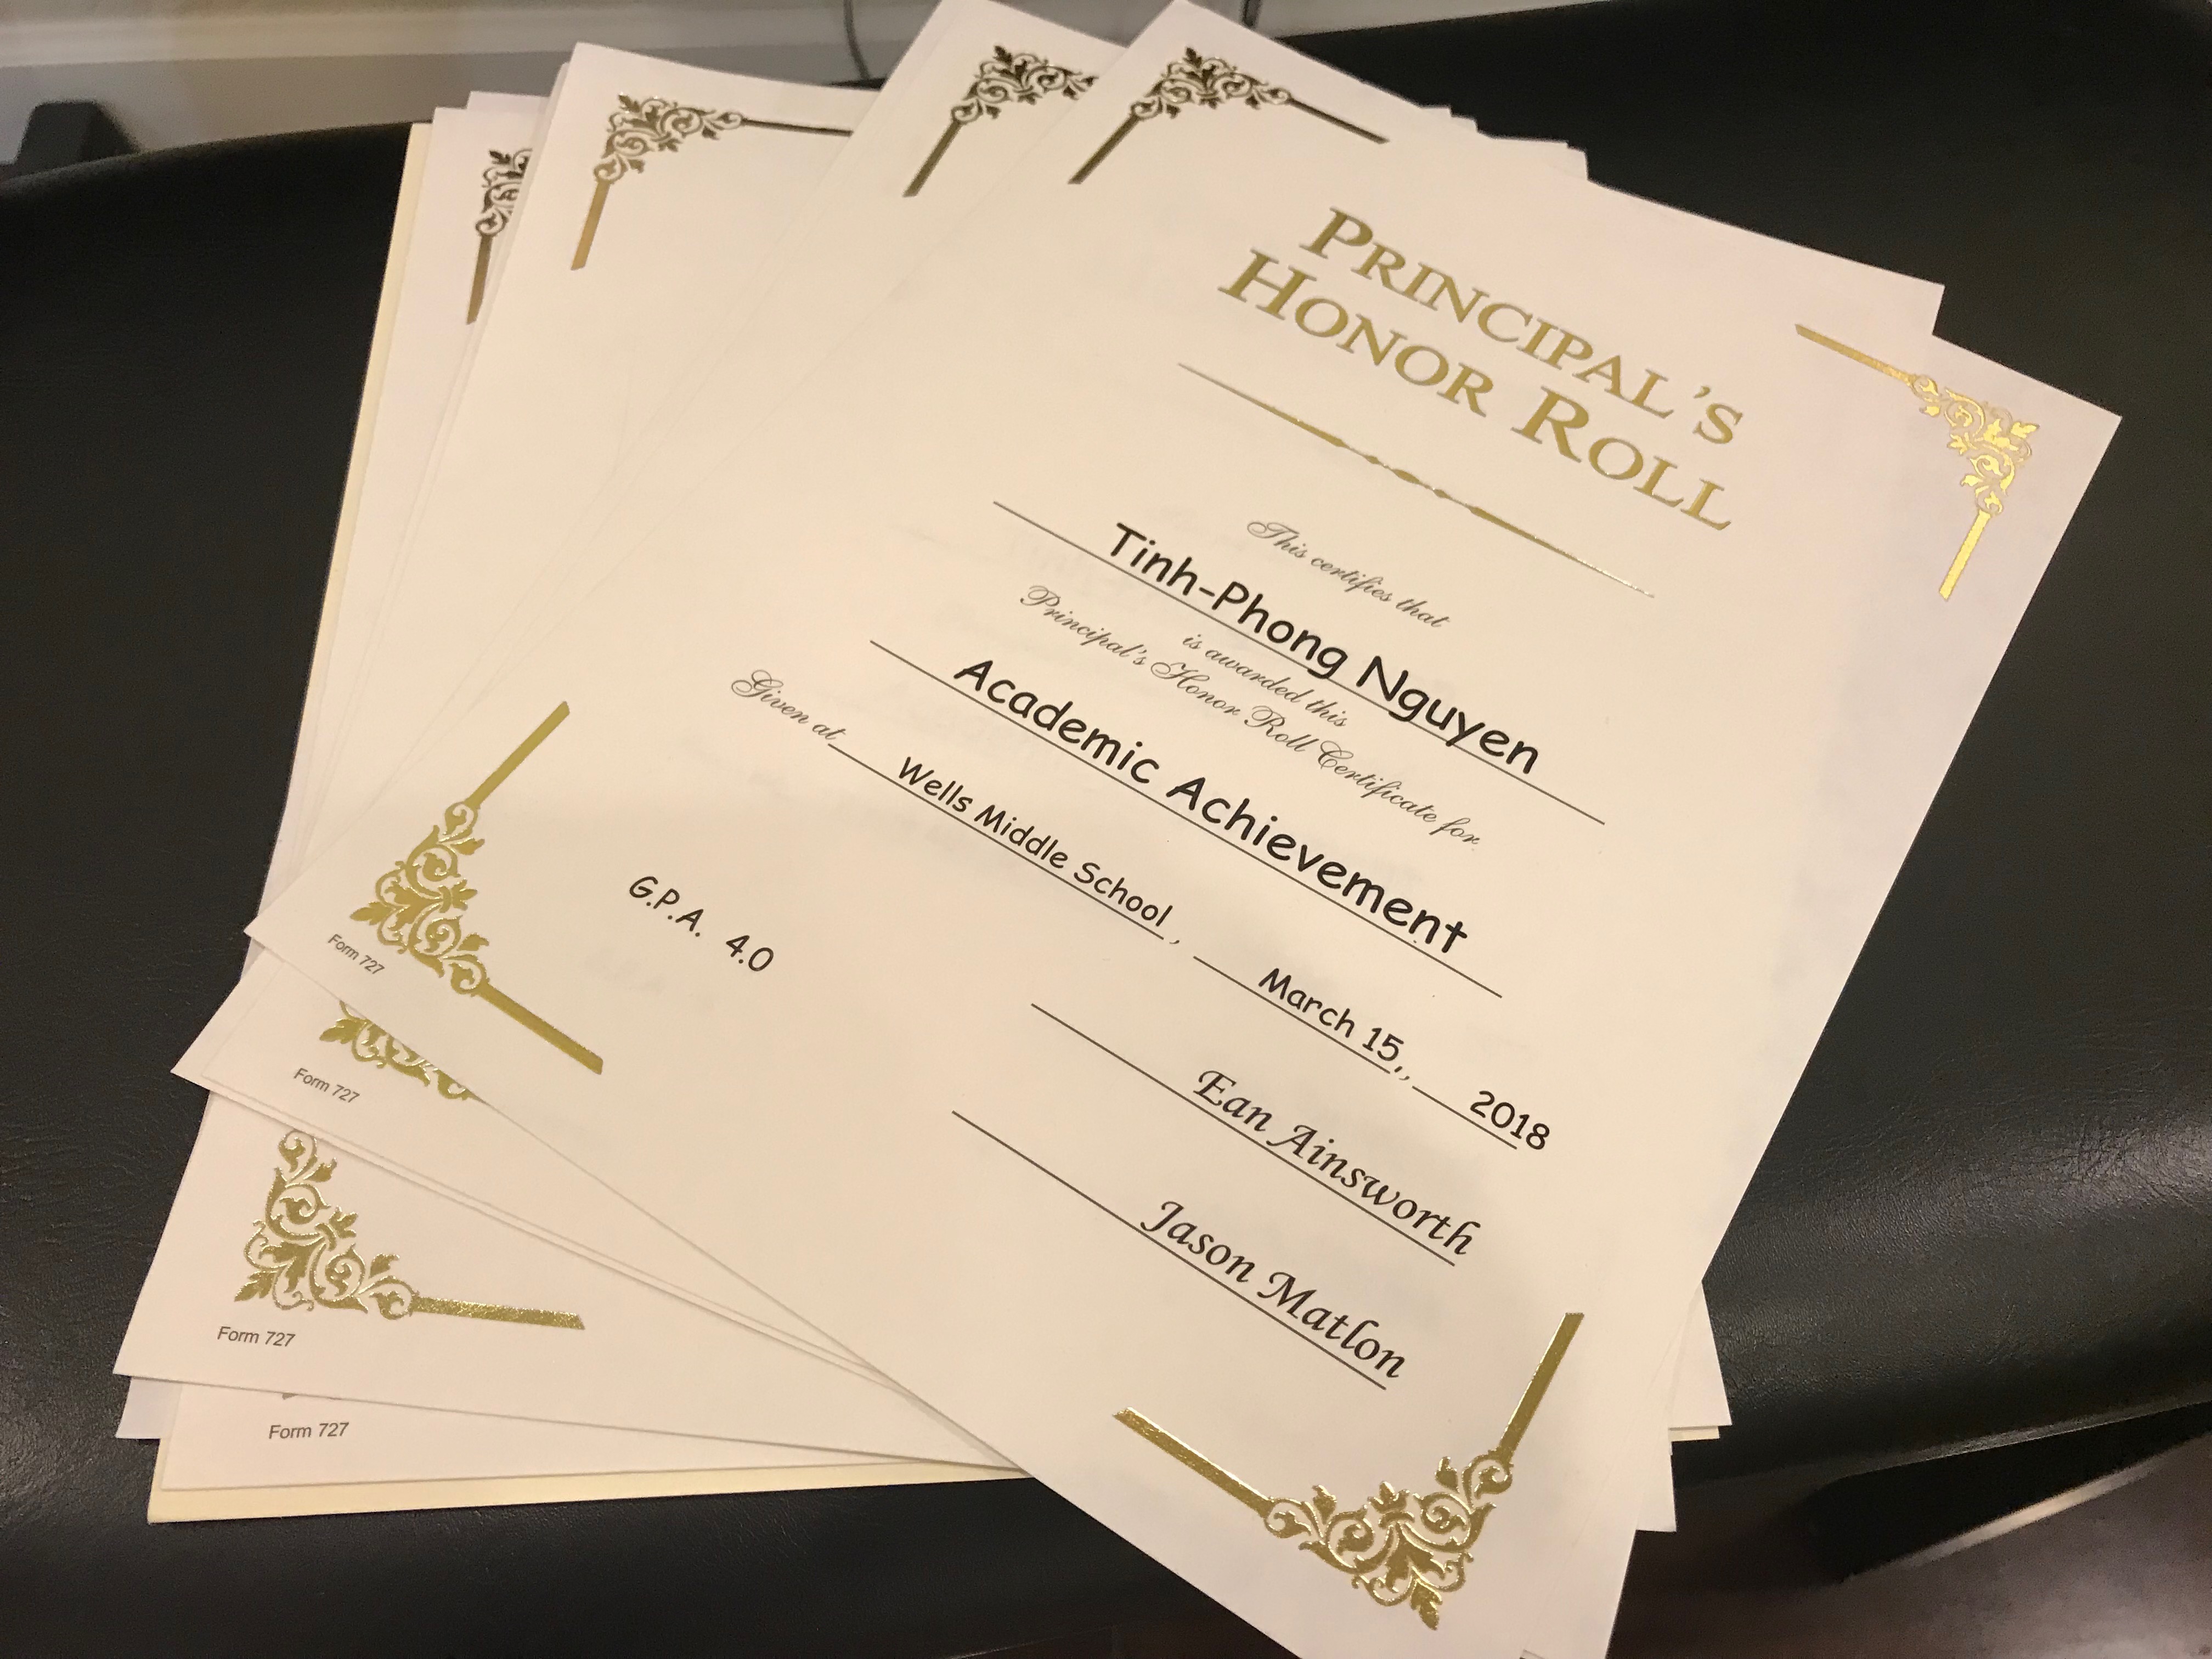 PRINCIPAL'S
HONOR ROLL
This certifies that
Tinh-Phong Nguyen
is awarded this
Principal's Honor Roll Certificate for
Academic Achievement
Given at Wells Middle School, March 15,, 2018
G.P.A. 4.0
Ean Ainsworth
Jason Matlon
Form 727
Form 727
Form 727
Form 727